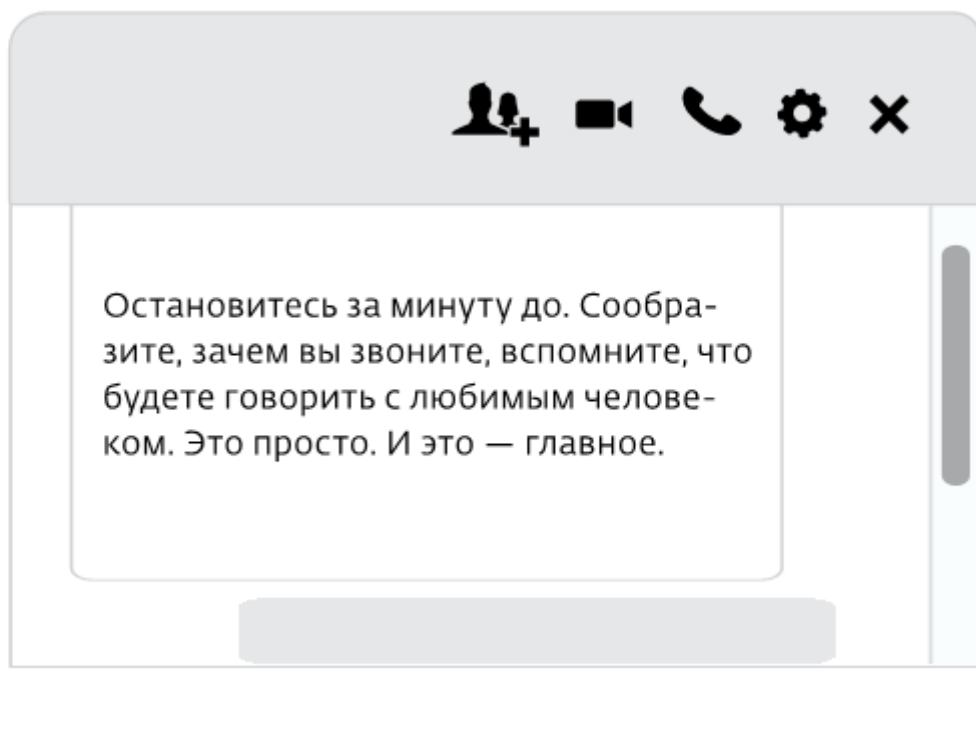 Остановитесь за минуту до. Сообра-
зите, зачем вы звоните, вспомните, что
будете говорить с любимым челове-
ком. Это просто. И это — главное.